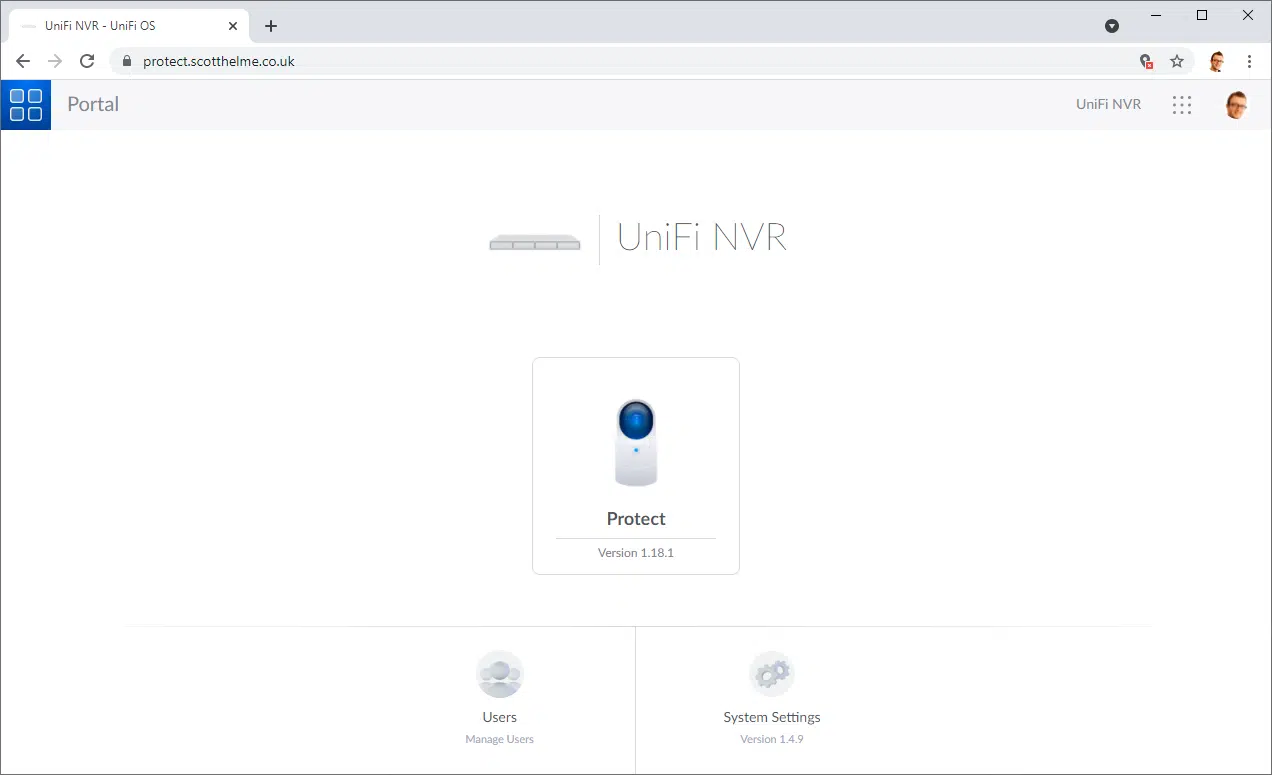 UniFi NVR - UniFi OS
protect.scotthelme.co.uk
Portal
UniFi NVR
UniFi NVR
Protect
Version 1.18.1
Users
Manage Users
System Settings
Version 1.4.9